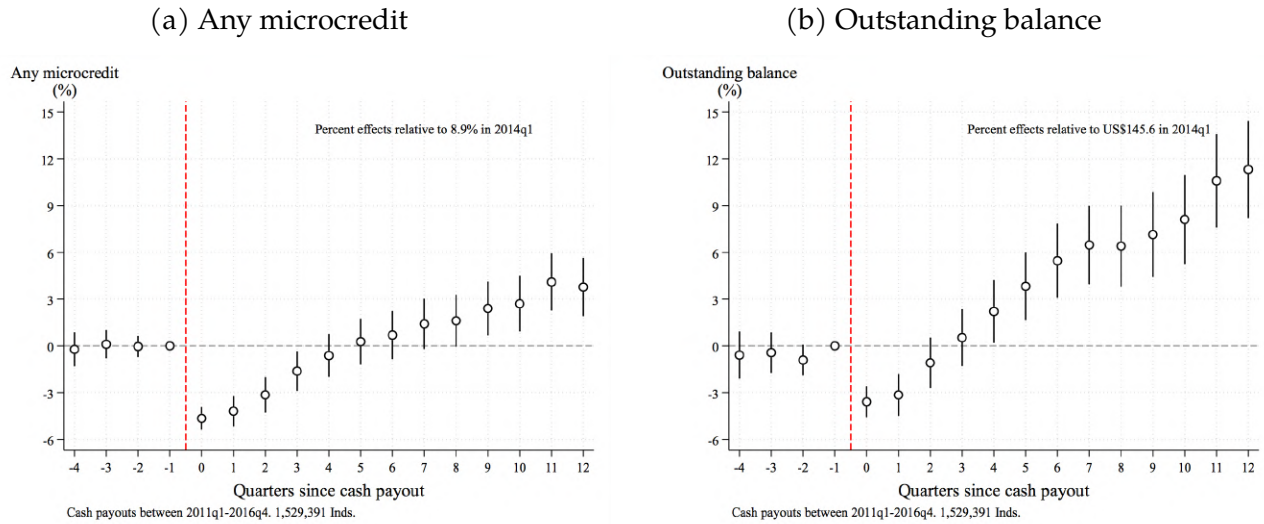 (a) Any microcredit
Any microcredit
(%)
15
12
9
6
3
0
-3
-6
Percent effects relative to 8.9% in 2014q1
-4 -3 -2 -1 0 1 2 3 4 5 6 7 8 9 10 11 12
Quarters since cash payout
Cash payouts between 2011q1-2016q4. 1,529,391 Inds.
(b) Outstanding balance
Outstanding balance
(%)
15
12
9
6
3
0
-3
-6
Percent effects relative to US$145.6 in 2014q1
-4 -3 -2 -1 0 1 2 3 4 5 6 7 8 9 10 11 12
Quarters since cash payout
Cash payouts between 2011q1-2016q4. 1,529,391 Inds.